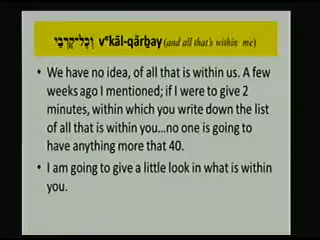 וְכָל־קְרָבַי vᵉkāl-qārḇay (and all that's within me)
• We have no idea, of all that is within us. A few
weeks ago I mentioned; if I were to give 2
minutes, within which you write down the list
of all that is within you...no one is going to
have anything more that 40.
• I am going to give a little look in what is within
you.